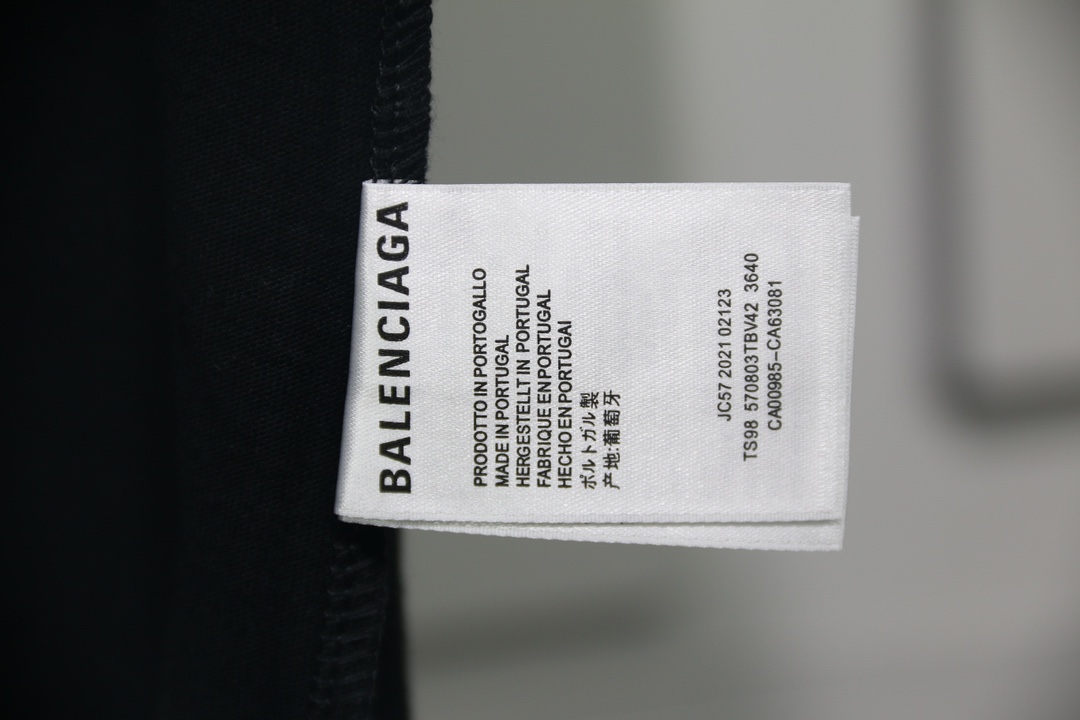 BALENCIAGA
PRODOTTO IN PORTOGALLO
MADE IN PORTUGAL
HERGESTELLT IN PORTUGAL
FABRIQUE EN PORTUGAL
HECHO EN PORTUGAl
ポルトガル製
产地:葡萄牙
JC57 2021 02123
TS98 570803TBV42 3640
CA00985-CA63081